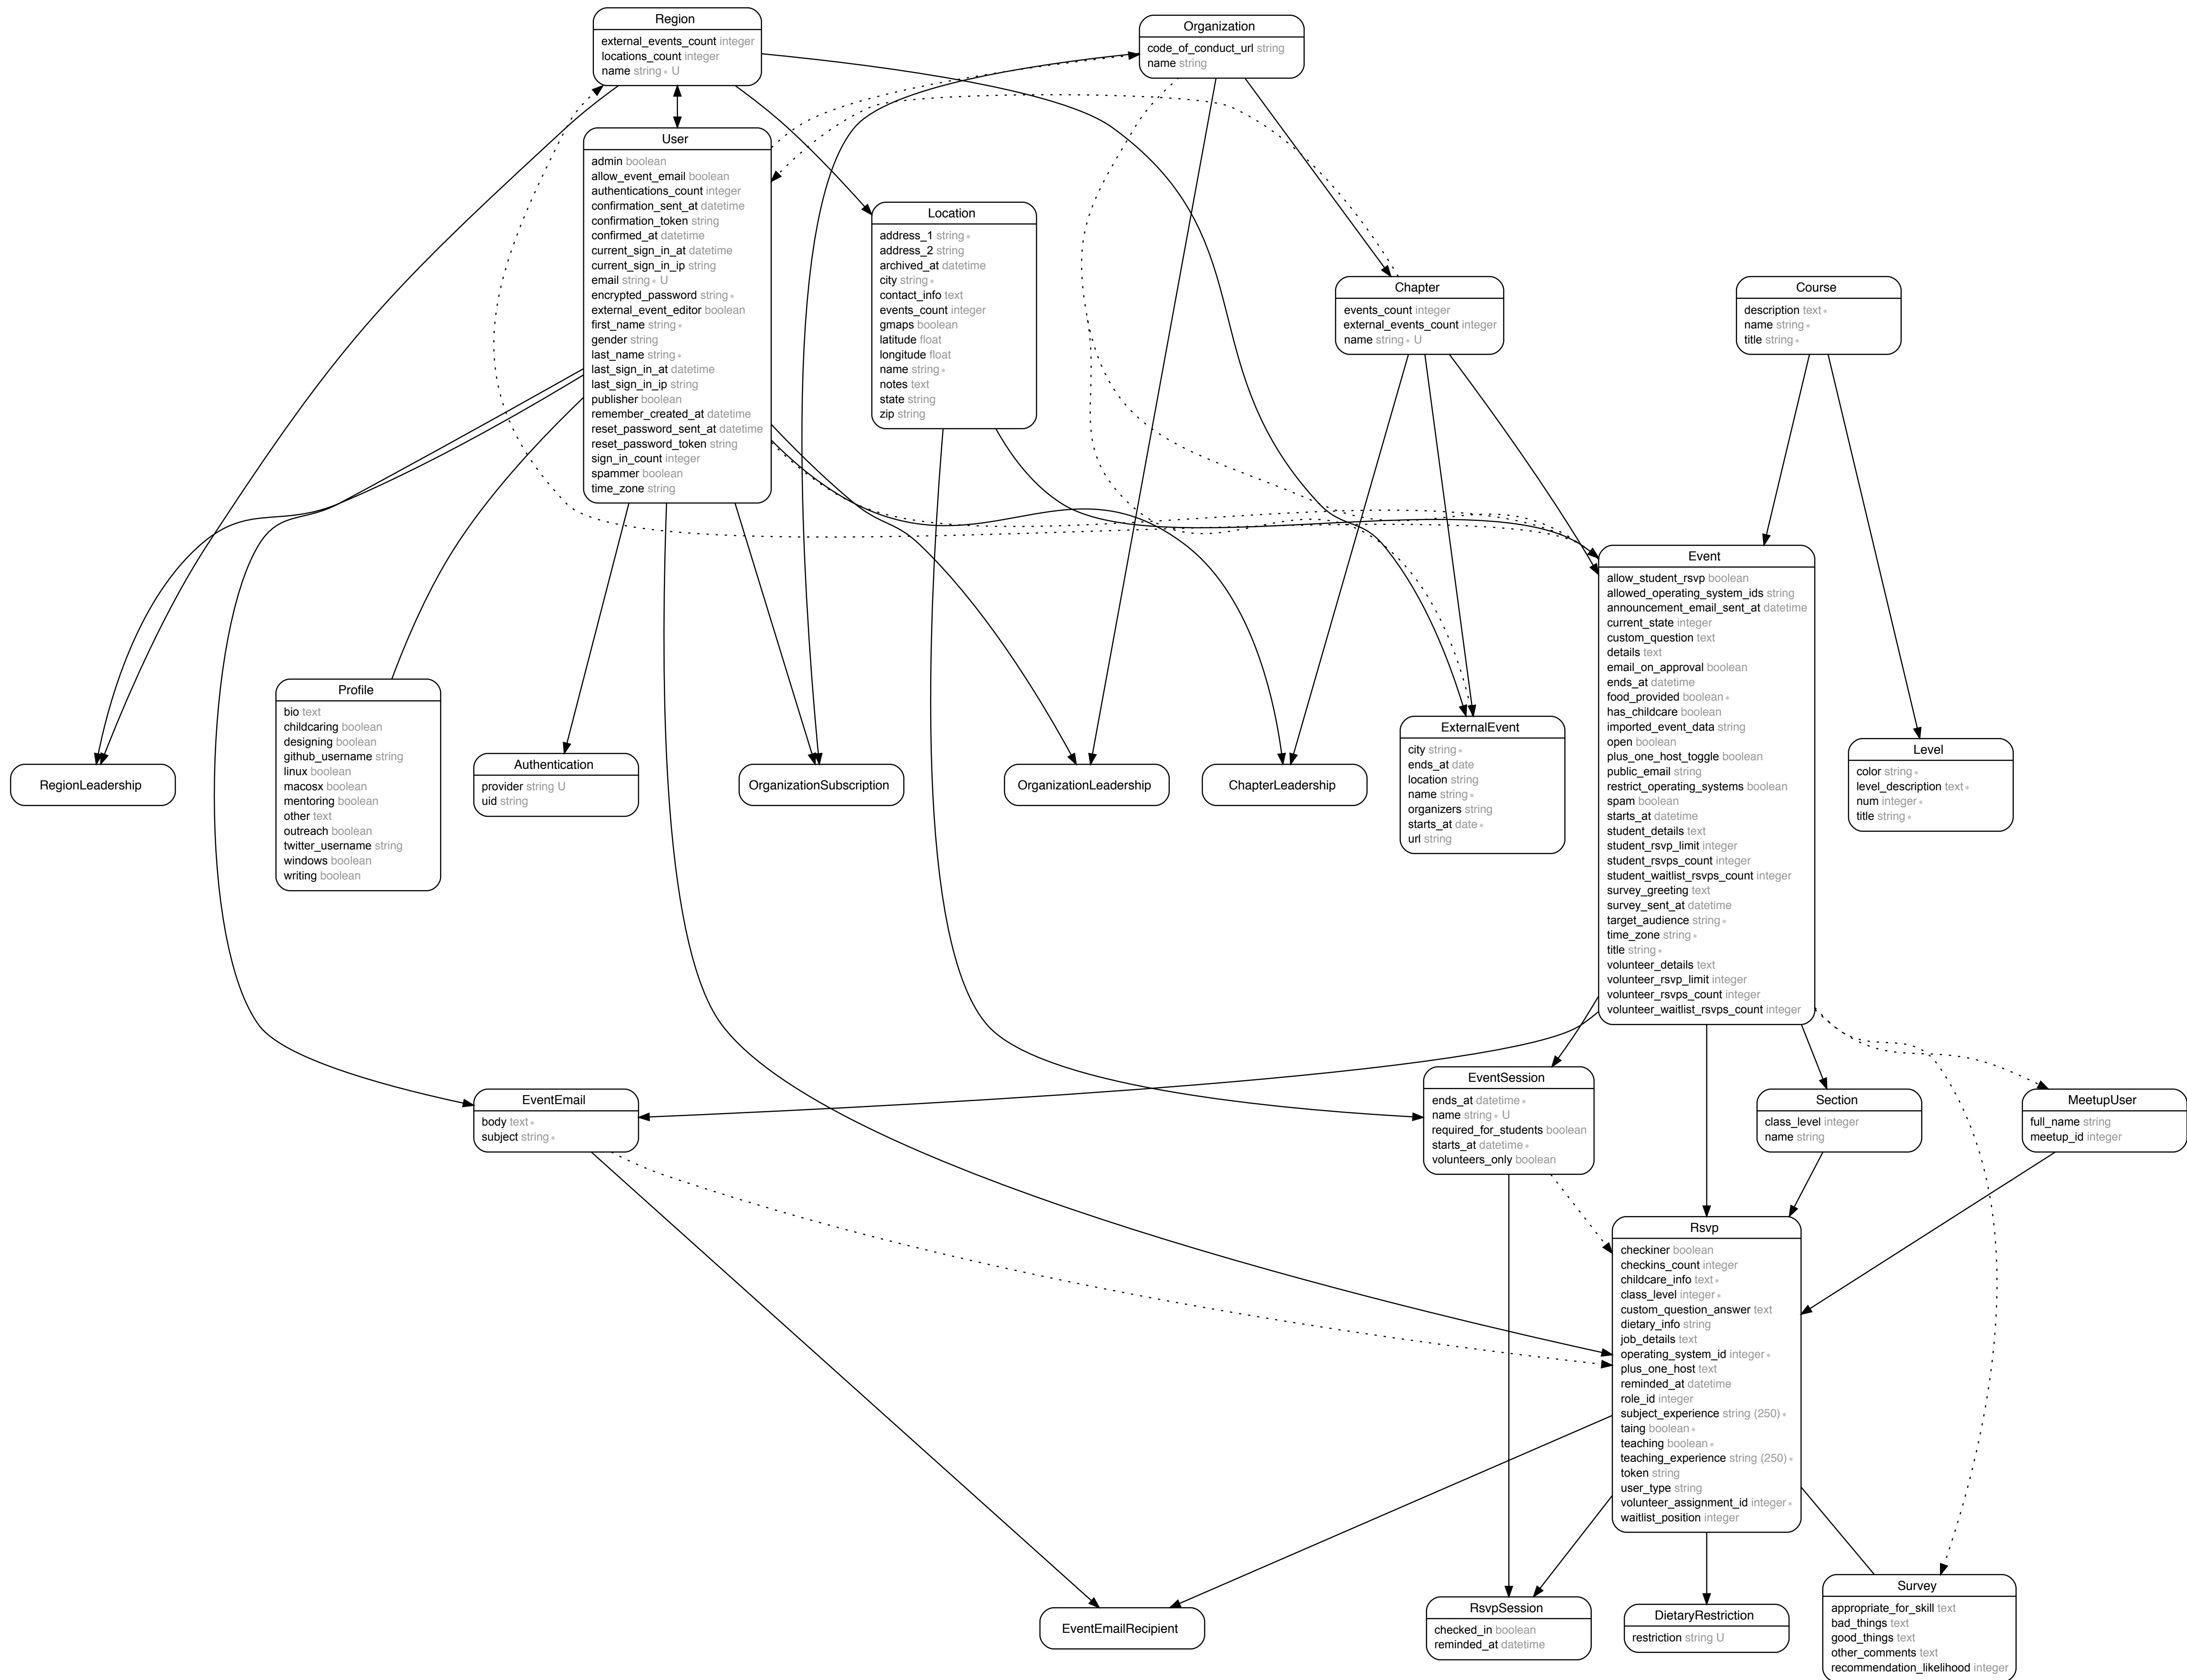 Region
external_events_count integer
locations_count integer
name string∗ U
Organization
code_of_conduct_url string
name string
User
admin boolean
allow_event_email boolean
authentications_count integer
confirmation_sent_at datetime
confirmation_token string
confirmed_at datetime
current_sign_in_at datetime
current_sign_in_ip string
email string∗ U
encrypted_password string∗
external_event_editor boolean
first_name string∗
gender string
last_name string∗
last_sign_in_at datetime
last_sign_in_ip string
publisher boolean
remember_created_at datetime
reset_password_sent_at datetime
reset_password_token string
sign_in_count integer
spammer boolean
time_zone string
Location
address_1 string∗
address_2 string
archived_at datetime
city string∗
contact_info text
events_count integer
gmaps boolean
latitude float
longitude float
name string∗
notes text
state string
zip string
Chapter
events_count integer
external_events_count integer
name string∗ U
Course
description text∗
name string∗
title string∗
Event
allow_student_rsvp boolean
allowed_operating_system_ids string
announcement_email_sent_at datetime
current_state integer
custom_question text
details text
email_on_approval boolean
ends_at datetime
food_provided boolean∗
has_childcare boolean
imported_event_data string
open boolean
plus_one_host_toggle boolean
public_email string
restrict_operating_systems boolean
spam boolean
starts_at datetime
student_details text
student_rsvp_limit integer
student_rsvps_count integer
student_waitlist_rsvps_count integer
survey_greeting text
survey_sent_at datetime
target_audience string∗
time_zone string∗
title string∗
volunteer_details text
volunteer_rsvp_limit integer
volunteer_rsvps_count integer
volunteer_waitlist_rsvps_count integer
RegionLeadership
Profile
bio text
childcaring boolean
designing boolean
github_username string
linux boolean
macosx boolean
mentoring boolean
other text
outreach boolean
twitter_username string
windows boolean
writing boolean
Authentication
provider string U
uid string
OrganizationSubscription
OrganizationLeadership
ChapterLeadership
ExternalEvent
city string∗
ends_at date
location string
name string∗
organizers string
starts_at date∗
url string
Level
color string∗
level_description text∗
num integer∗
title string∗
EventEmail
body text∗
subject string∗
EventSession
ends_at datetime∗
name string∗ U
required_for_students boolean
starts_at datetime∗
volunteers_only boolean
Section
class_level integer
name string
MeetupUser
full_name string
meetup_id integer
Rsvp
checkiner boolean
checkins_count integer
childcare_info text∗
class_level integer∗
custom_question_answer text
dietary_info string
job_details text
operating_system_id integer∗
plus_one_host text
reminded_at datetime
role_id integer
subject_experience string (250)∗
taing boolean∗
teaching boolean∗
teaching_experience string (250)∗
token string
user_type string
volunteer_assignment_id integer∗
waitlist_position integer
EventEmailRecipient
RsvpSession
checked_in boolean
reminded_at datetime
DietaryRestriction
restriction string U
Survey
appropriate_for_skill text
bad_things text
good_things text
other_comments text
recommendation_likelihood integer